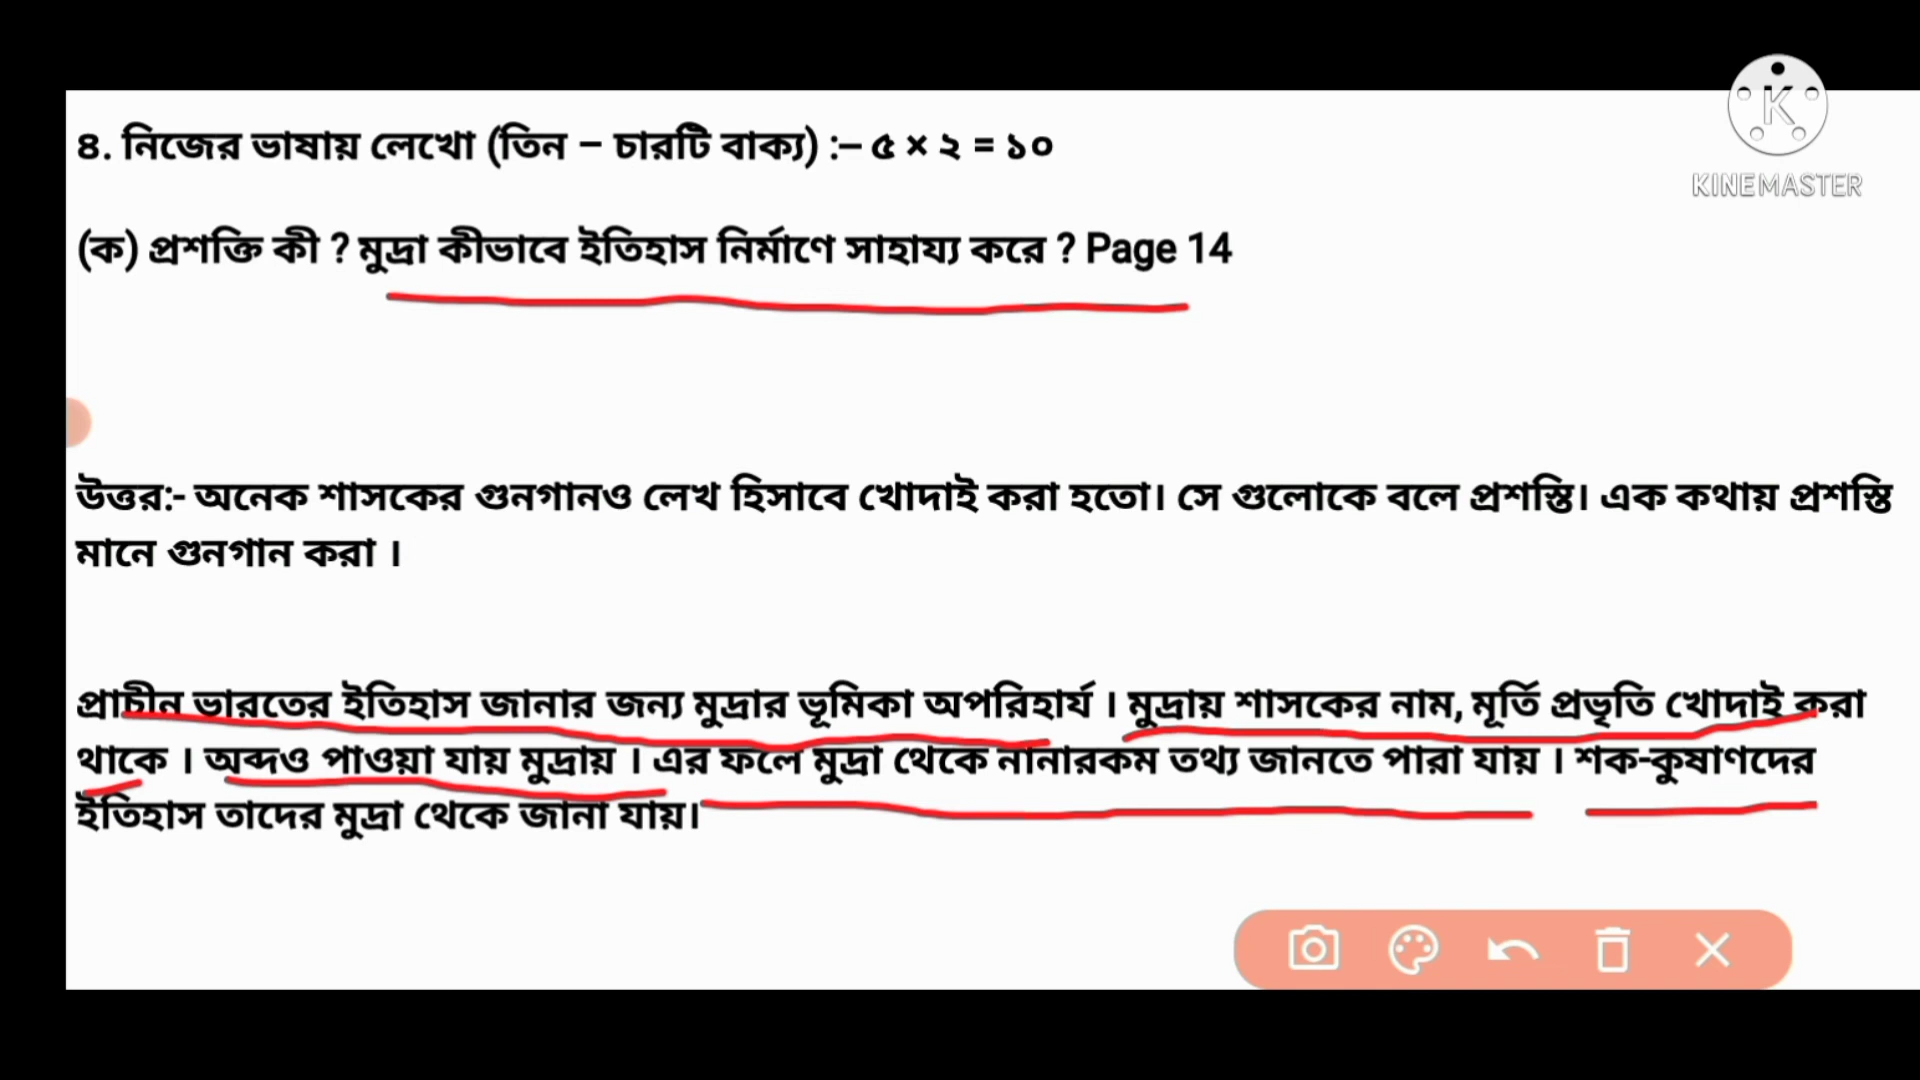 KINEMASTER
৪. নিজের ভাষায় লেখো (তিন – চারটি বাক্য) :– ৫ × ২ = ১০
(ক) প্রশক্তি কী ? মুদ্রা কীভাবে ইতিহাস নির্মাণে সাহায্য করে ? Page 14
উত্তর:- অনেক শাসকের গুনগানও লেখ হিসাবে খোদাই করা হতো। সে গুলোকে বলে প্রশস্তি। এক কথায় প্রশস্তি
মানে গুনগান করা ।
প্রাচীন ভারতের ইতিহাস জানার জন্য মুদ্রার ভূমিকা অপরিহার্য । মুদ্রায় শাসকের নাম, মূর্তি প্রভৃতি খোদাই করা
থাকে । অব্দও পাওয়া যায় মুদ্রায় । এর ফলে মুদ্রা থেকে নানারকম তথ্য জানতে পারা যায় । শক-কুষাণদের
ইতিহাস তাদের মুদ্রা থেকে জানা যায়।